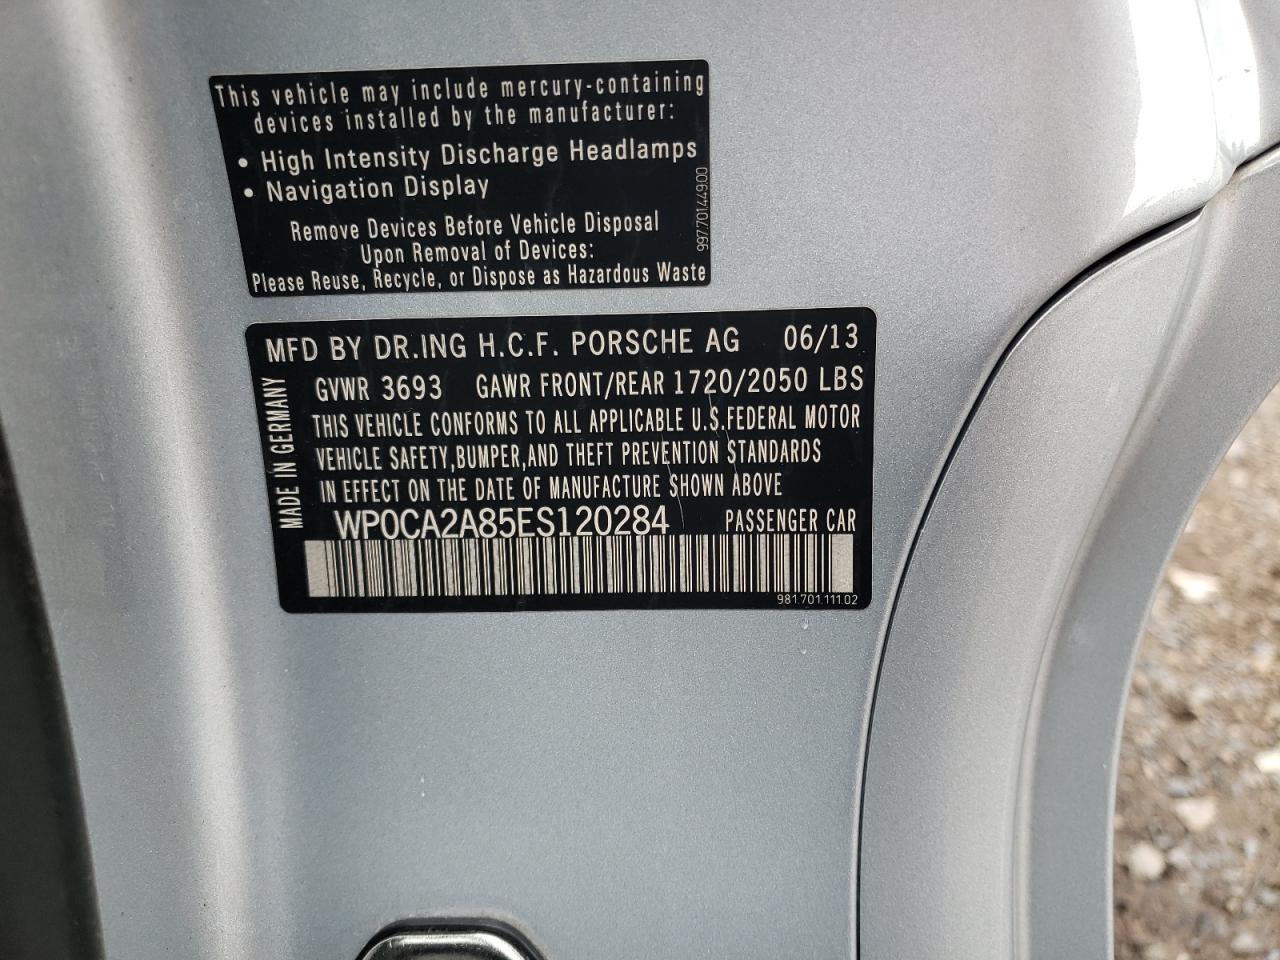 This vehicle may include mercury-containing
devices installed by the manufacturer:
• High Intensity Discharge Headlamps
• Navigation Display
Remove Devices Before Vehicle Disposal
Upon Removal of Devices:
Please Reuse, Recycle, or Dispose as Hazardous Waste
997.701.449.00
MFD BY DR.ING H.C.F. PORSCHE AG 06/13
GVWR 3693 GAWR FRONT/REAR 1720/2050 LBS
THIS VEHICLE CONFORMS TO ALL APPLICABLE U.S.FEDERAL MOTOR
VEHICLE SAFETY,BUMPER,AND THEFT PREVENTION STANDARDS
IN EFFECT ON THE DATE OF MANUFACTURE SHOWN ABOVE
WP0CA2A85ES120284 PASSENGER CAR
MADE IN GERMANY
981.701.111.02